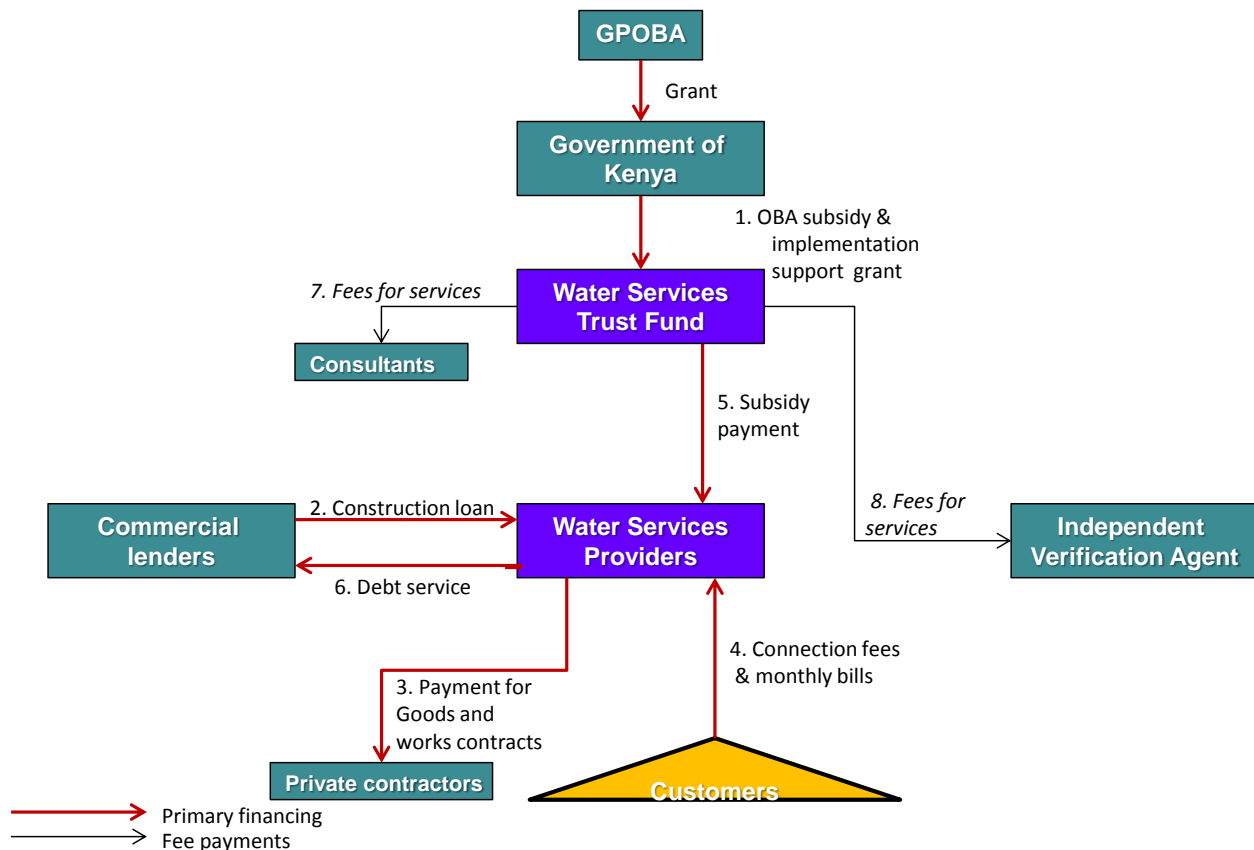 GPOBA
Grant
Government of
Kenya
1. OBA subsidy &
implementation
support grant
7. Fees for services
Water Services
Trust Fund
Consultants
5. Subsidy
payment
2. Construction loan
Commercial
lenders
Water Services
Providers
8. Fees for
services
Independent
Verification Agent
6. Debt service
4. Connection fees
& monthly bills
3. Payment for
Goods and
works contracts
Private contractors
Customers
Primary financing
Fee payments